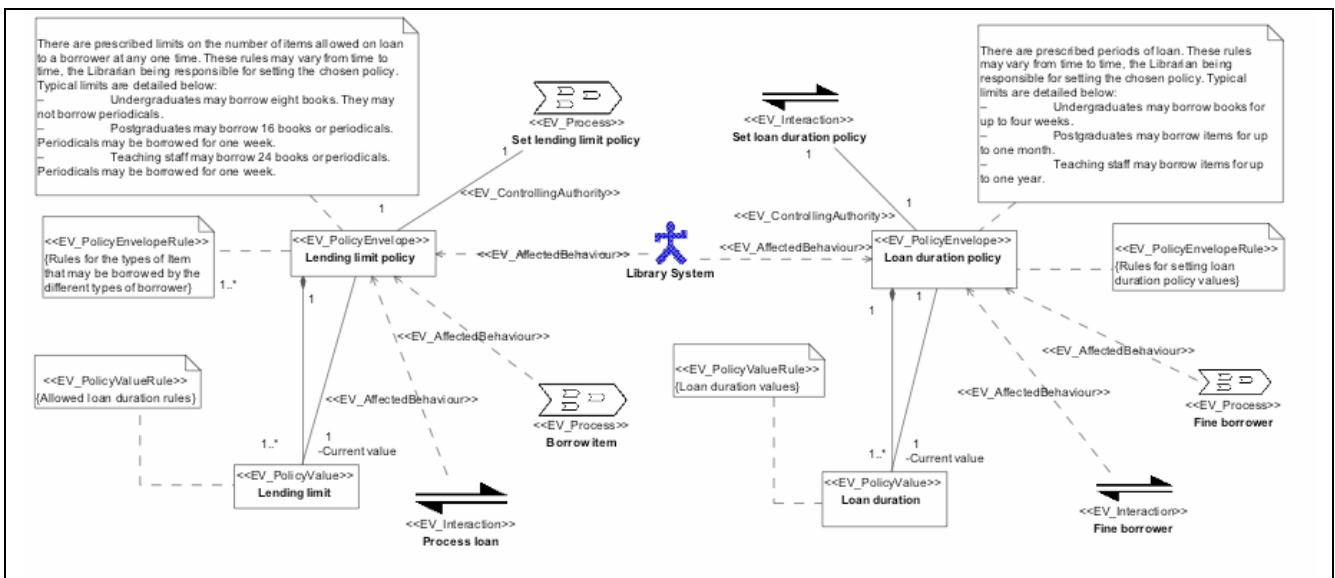 There are prescribed limits on the number of items allowed on loan
to a borrower at any one time. These rules may vary from time to
time, the Librarian being responsible for setting the chosen policy.
Typical limits are detailed below:
– Undergraduates may borrow eight books. They may
not borrow periodicals.
– Postgraduates may borrow 16 books or periodicals.
Periodicals may be borrowed for one week.
– Teaching staff may borrow 24 books or periodicals.
Periodicals may be borrowed for one week.
<<EV_Process>>
Set lending limit policy
1
<<EV_ControllingAuthority>>
1
<<EV_Interaction>>
Set loan duration policy
1
<<EV_ControllingAuthority>>
1
There are prescribed periods of loan. These rules
may vary from time to time, the Librarian being
responsible for setting the chosen policy. Typical
limits are detailed below:
– Undergraduates may borrow books for
up to four weeks.
– Postgraduates may borrow items for up
to one month.
– Teaching staff may borrow items for up
to one year.
<<EV_PolicyEnvelopeRule>>
{Rules for the types of Item
that may be borrowed by the
different types of borrower}
1..*
<<EV_PolicyEnvelope>>
Lending limit policy
<<EV_AffectedBehaviour>>
Library System
<<EV_AffectedBehaviour>>
<<EV_PolicyEnvelope>>
Loan duration policy
<<EV_PolicyEnvelopeRule>>
{Rules for setting loan
duration policy values}
1
1
1
<<EV_AffectedBehaviour>>
<<EV_AffectedBehaviour>>
<<EV_PolicyValueRule>>
{Allowed loan duration rules}
<<EV_AffectedBehaviour>>
<<EV_Process>>
Borrow item
<<EV_PolicyValueRule>>
{Loan duration values}
<<EV_AffectedBehaviour>>
<<EV_Process>>
Fine borrower
1..*
1
-Current value
1..*
1
-Current value
<<EV_PolicyValue>>
Lending limit
<<EV_Interaction>>
Process loan
<<EV_PolicyValue>>
Loan duration
<<EV_Interaction>>
Fine borrower